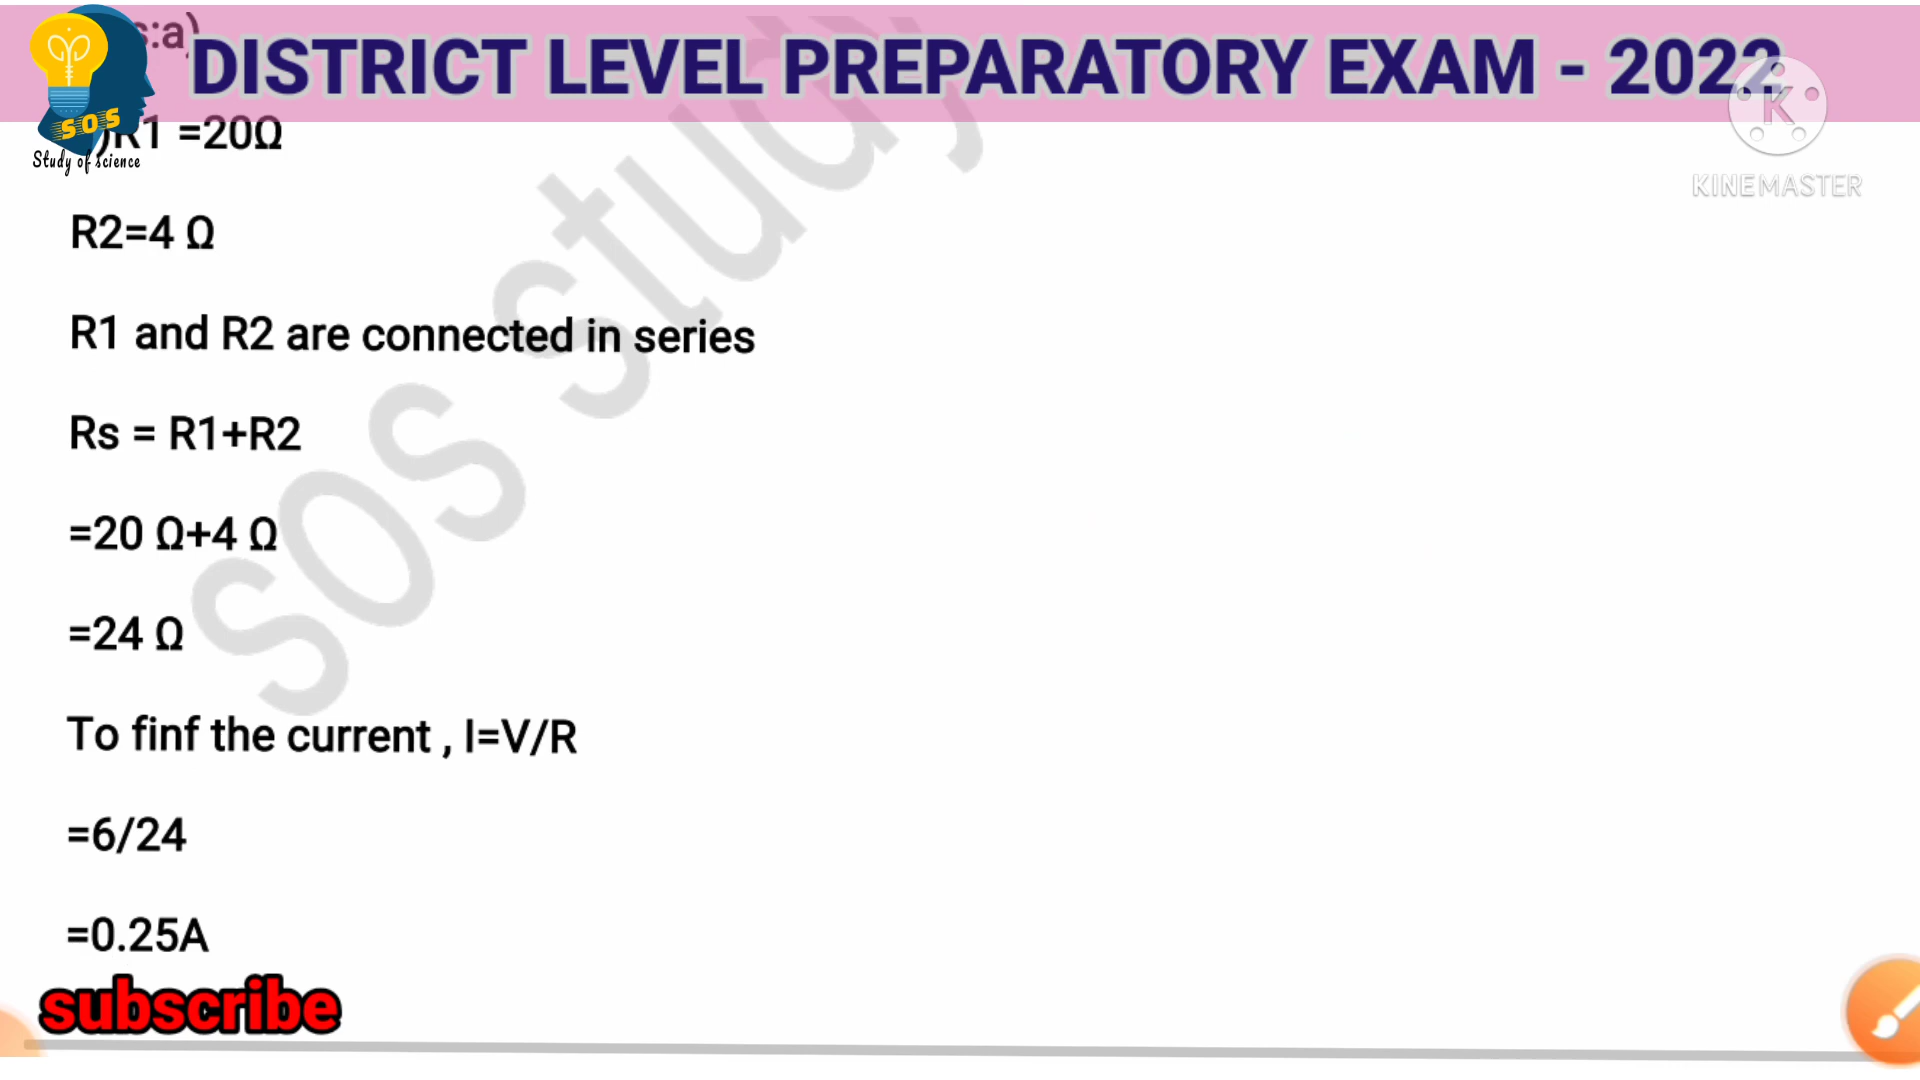 s:a)
DISTRICT LEVEL PREPARATORY EXAM - 2022
SOS
Study of science
)R1 =20Ω
K
KINEMASTER
R2=4 Ω
R1 and R2 are connected in series
Rs = R1+R2
=20 Ω+4 Ω
=24 Ω
To finf the current , I=V/R
=6/24
=0.25A
sos study
subscribe